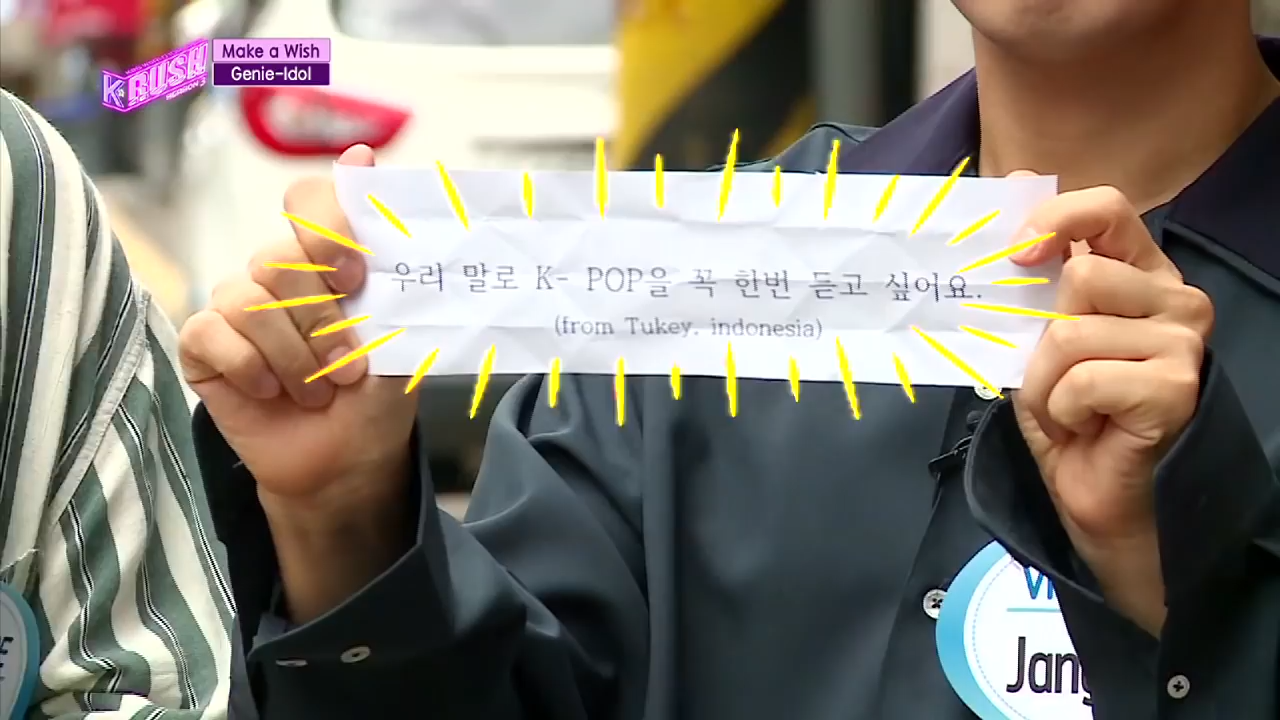 K-RUSH
SEASON 3
Make a Wish
Genie-Idol
우리 말로 K- POP을 꼭 한번 듣고 싶어요.
(from Tukey. indonesia)
Jang